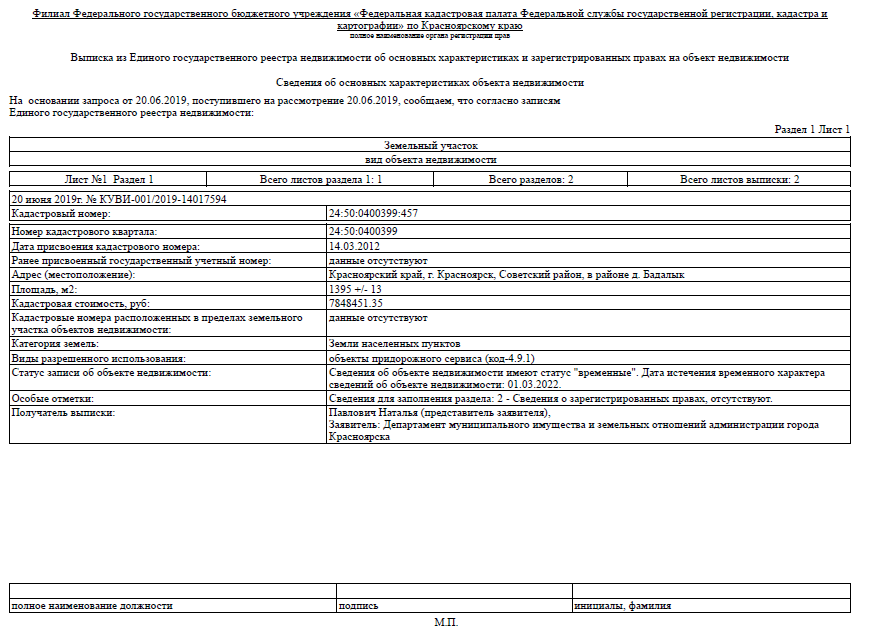 Филиал Федерального государственного бюджетного учреждения «Федеральная кадастровая палата Федеральной службы государственной регистрации, кадастра и
картографии» по Красноярскому краю
полное наименование органа регистрации прав
Выписка из Единого государственного реестра недвижимости об основных характеристиках и зарегистрированных правах на объект недвижимости
Сведения об основных характеристиках объекта недвижимости
На основании запроса от 20.06.2019, поступившего на рассмотрение 20.06.2019, сообщаем, что согласно записям
Единого государственного реестра недвижимости:
Раздел 1 Лист 1
Земельный участок
вид объекта недвижимости
Лист №1 Раздел 1 Всего листов раздела 1: 1 Всего разделов: 2 Всего листов выписки: 2
20 июня 2019г. № КУВИ-001/2019-14017594
Кадастровый номер: 24:50:0400399:457
Номер кадастрового квартала: 24:50:0400399
Дата присвоения кадастрового номера: 14.03.2012
Ранее присвоенный государственный учетный номер: данные отсутствуют
Адрес (местоположение): Красноярский край, г. Красноярск, Советский район, в районе д. Бадалык
Площадь, м2: 1395 +/- 13
Кадастровая стоимость, руб: 7848451.35
Кадастровые номера расположенных в пределах земельного данные отсутствуют
участка объектов недвижимости:
Категория земель: Земли населенных пунктов
Виды разрешенного использования: объекты придорожного сервиса (код-4.9.1)
Статус записи об объекте недвижимости: Сведения об объекте недвижимости имеют статус "временные". Дата истечения временного характера
сведений об объекте недвижимости: 01.03.2022.
Особые отметки: Сведения для заполнения раздела: 2 - Сведения о зарегистрированных правах, отсутствуют.
Получатель выписки: Павлович Наталья (представитель заявителя),
Заявитель: Департамент муниципального имущества и земельных отношений администрации города
Красноярска
полное наименование должности подпись инициалы, фамилия
М.П.